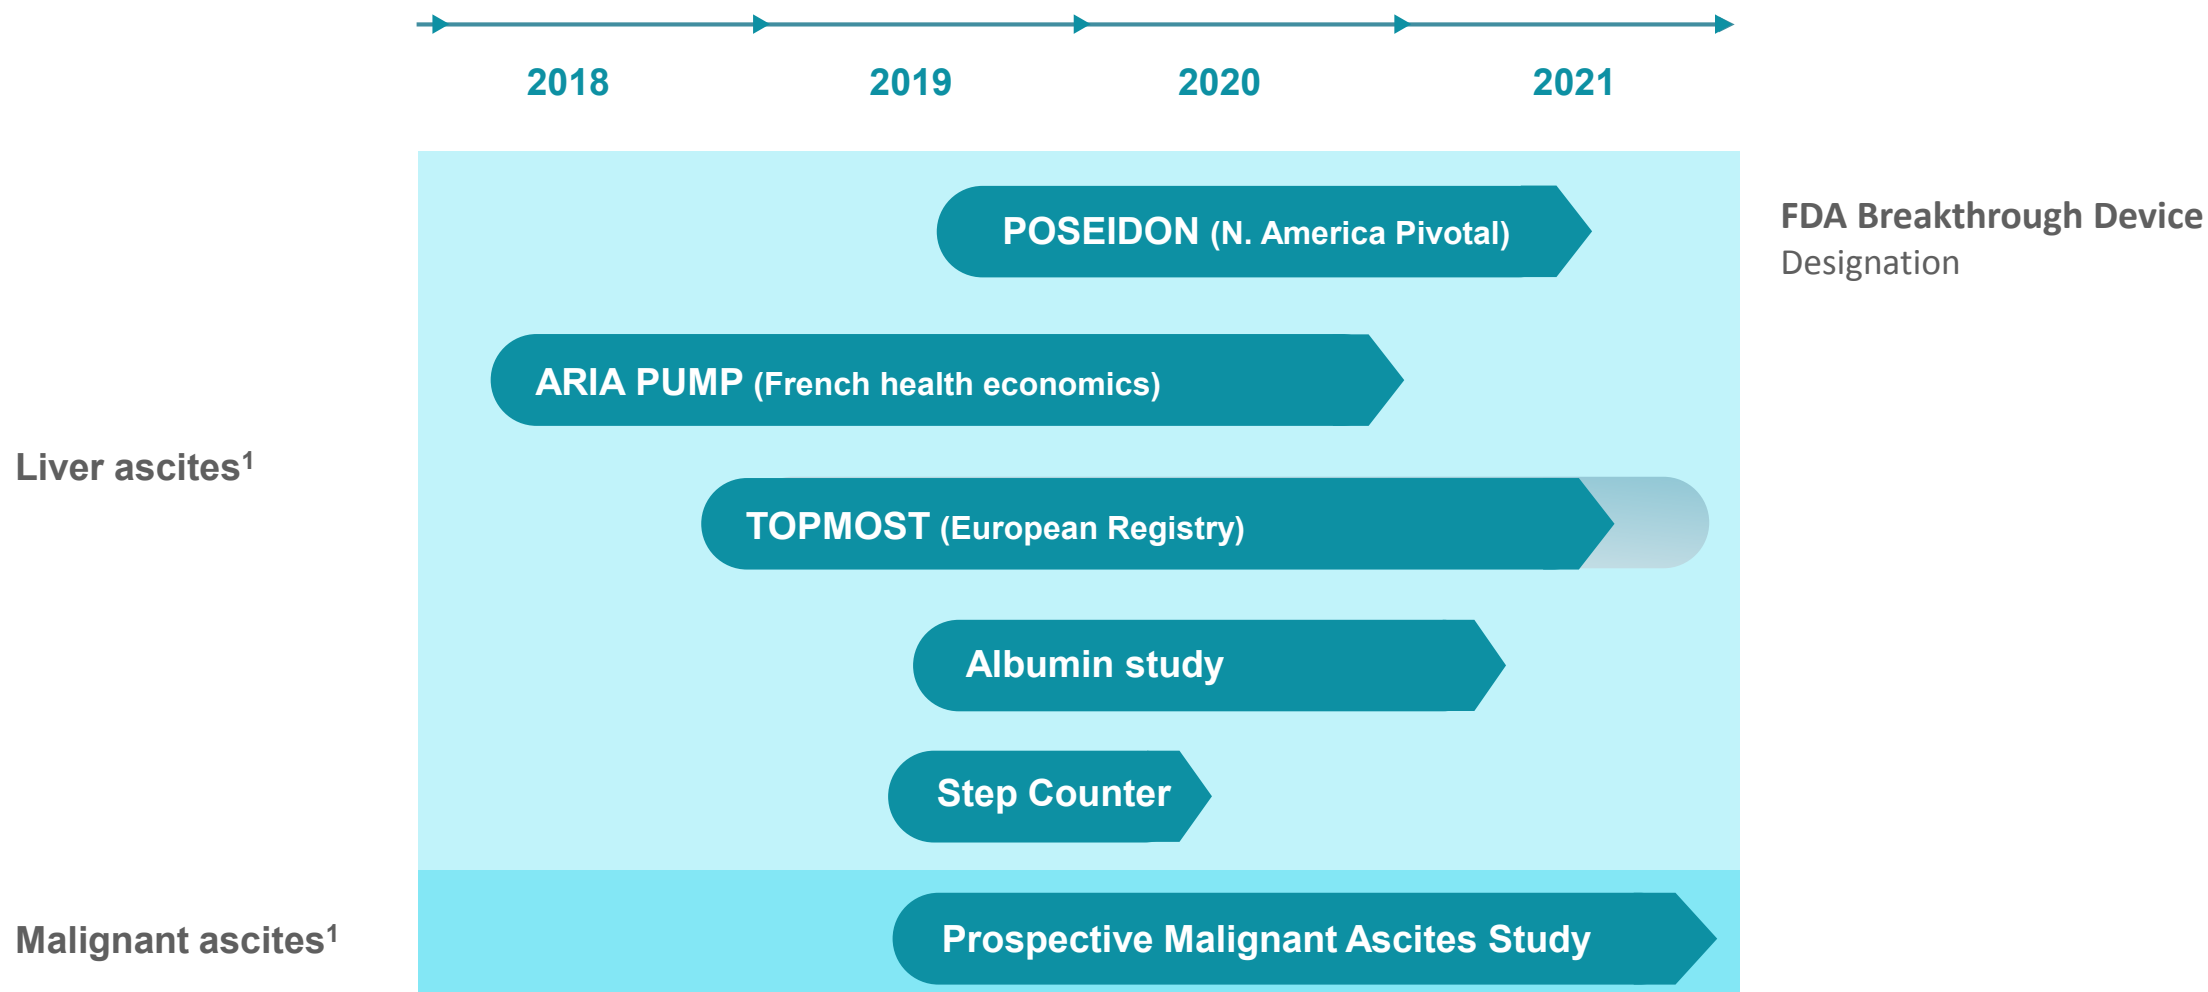 2018 2019 2020 2021
POSEIDON (N. America Pivotal)
FDA Breakthrough Device
Designation
ARIA PUMP (French health economics)
Liver ascites¹
TOPMOST (European Registry)
Albumin study
Step Counter
Malignant ascites¹
Prospective Malignant Ascites Study